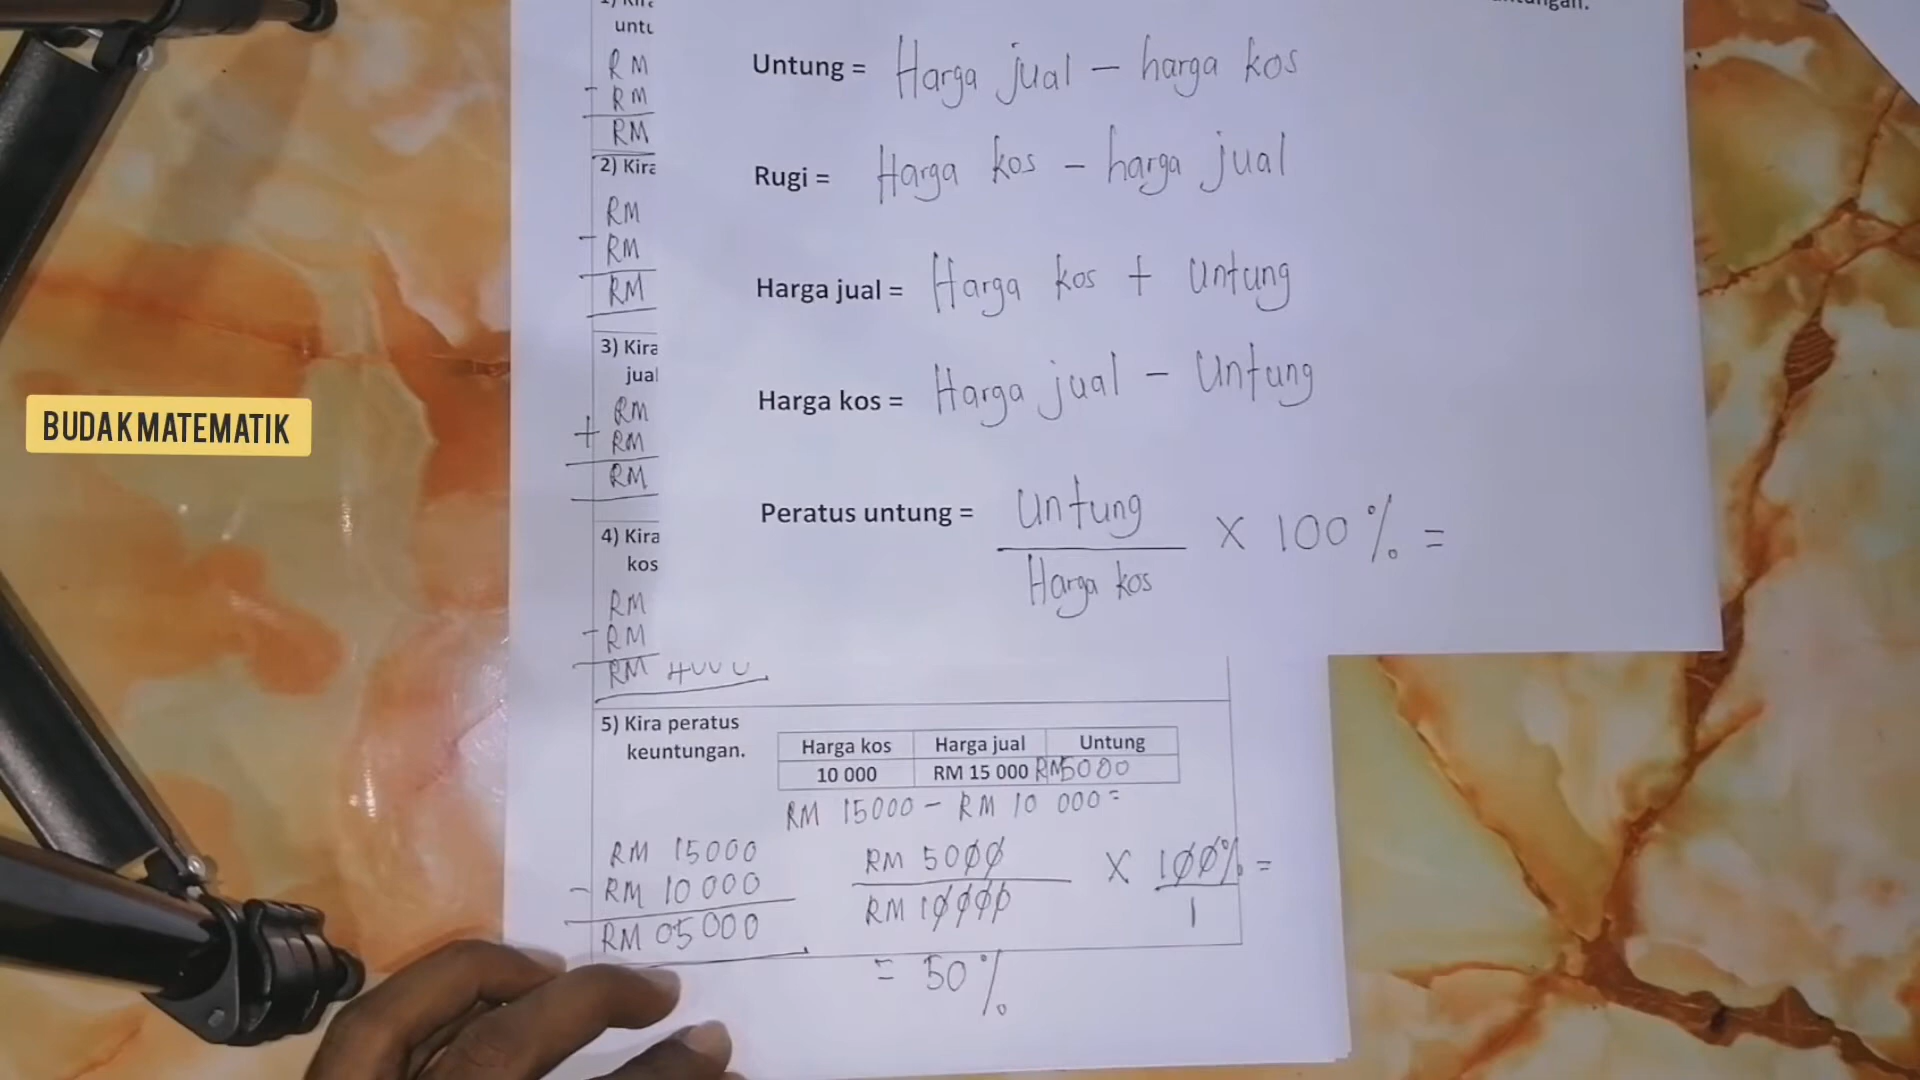 untu
RM
- RM
RM
2) Kira
RM
- RM
RM
3) Kira
jual
RM
+ RM
RM
4) Kira
kos
RM
- RM
RM 4000
Untung = Harga jual - harga kos
Rugi = Harga kos - harga jual
Harga jual = Harga kos + Untung
Harga kos = Harga jual - Untung
Peratus untung = Untung / Harga kos X 100 % =
BUDAK MATEMATIK
5) Kira peratus
keuntungan.
Harga kos Harga jual Untung
10 000 RM 15 000 RM5000
RM 15000 - RM 10 000 =
RM 15000
- RM 10 000
RM 05 000
RM 5000 / RM 10000 X 100% / 1 =
= 50 %